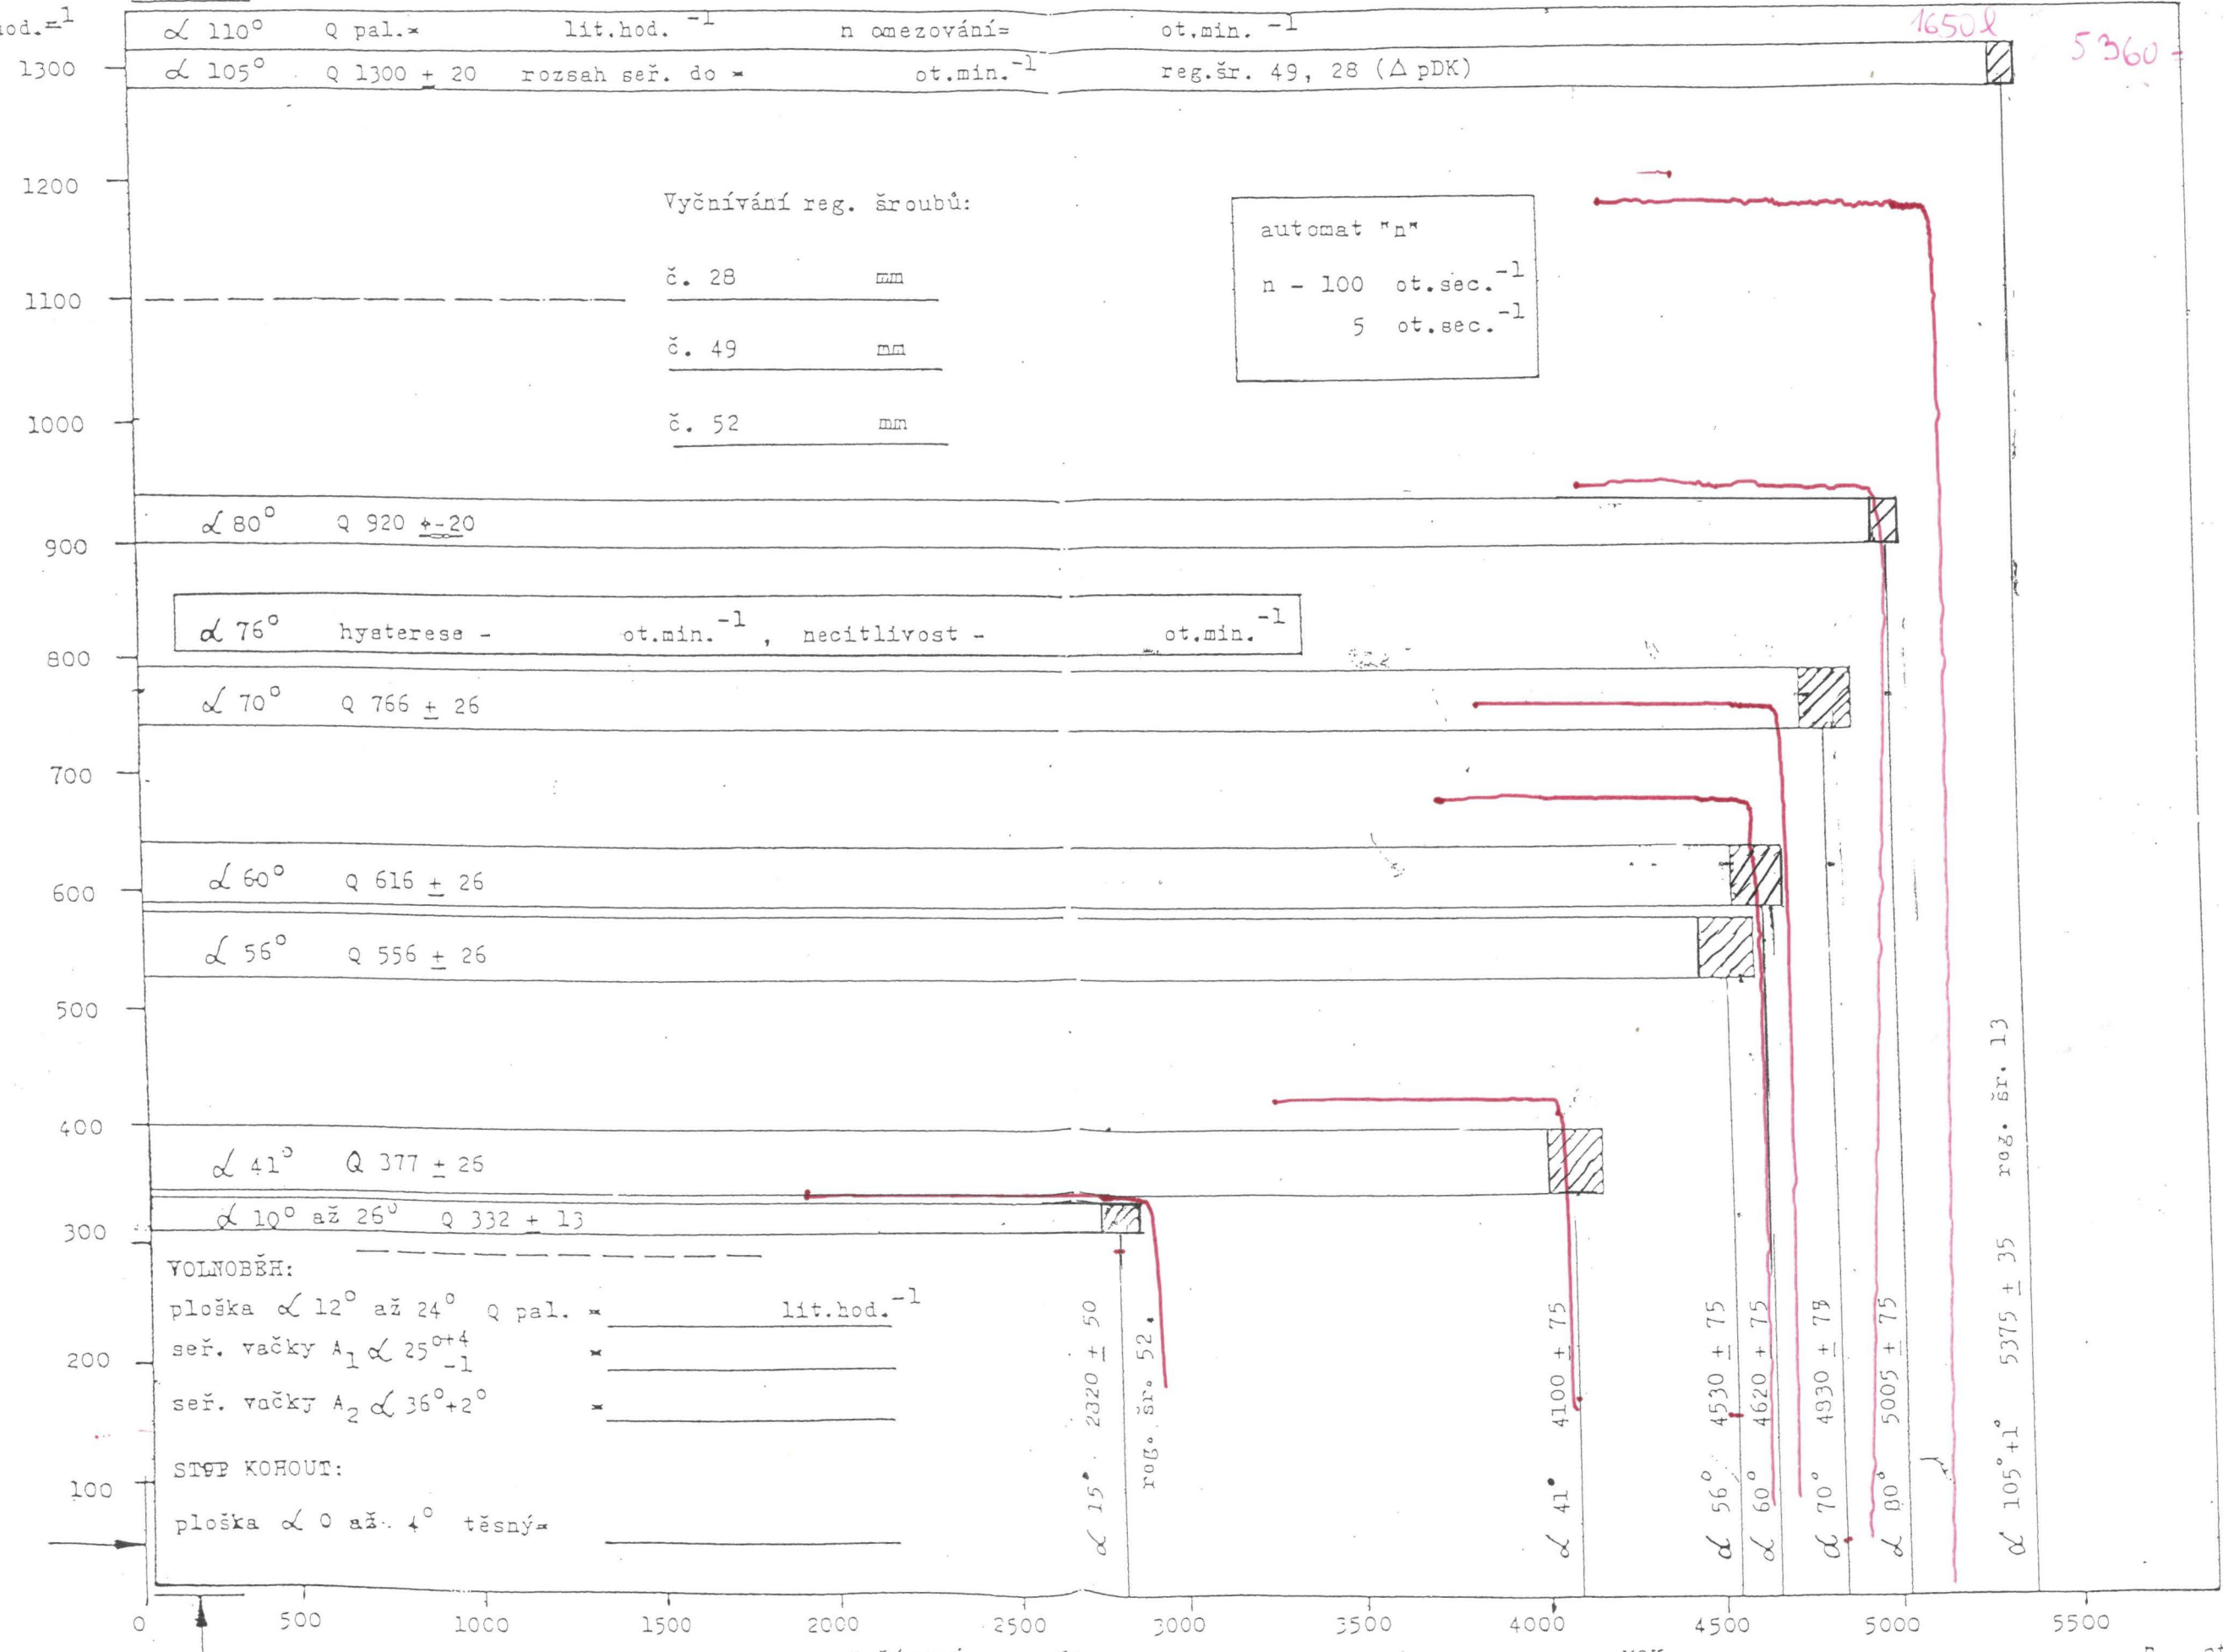 1650 l
5360 =
α 110° Q pal.= lit.hod.⁻¹ n omezování= ot.min.⁻¹
1300 α 105° Q 1300 ± 20 rozsah seř. do = ot.min.⁻¹ reg.šr. 49, 28 (Δ pDK)
1200
Vyčnívání reg. šroubů:
automat "n"
č. 28 mm
n - 100 ot.sec.⁻¹
1100
5 ot.sec.⁻¹
č. 49 mm
1000
č. 52 mm
α 80° Q 920 +-20
900
α 76° hysterese - ot.min.⁻¹, necitlivost - ot.min.⁻¹
800
α 70° Q 766 ± 26
700
α 60° Q 616 ± 26
600
α 56° Q 556 ± 26
500
400
α 41° Q 377 ± 26
α 10° až 26° Q 332 ± 13
300
VOLNOBĚH:
ploška α 12° až 24° Q pal. = lit.hod.⁻¹
seř. vačky A₁ α 25°+4 -1 =
200
seř. vačky A₂ α 36°+2° =
STOP KOHOUT:
100
ploška α 0 až 4° těsný=
α 15° 2820 ± 50
reg. šr. 52.
α 41° 4100 ± 75
α 56° 4530 ± 75
α 60° 4620 ± 75
α 70° 4830 ± 75
α 80° 5005 ± 75
α 105°+1° 5375 ± 35 reg. šr. 13
0 500 1000 1500 2000 2500 3000 3500 4000 4500 5000 5500